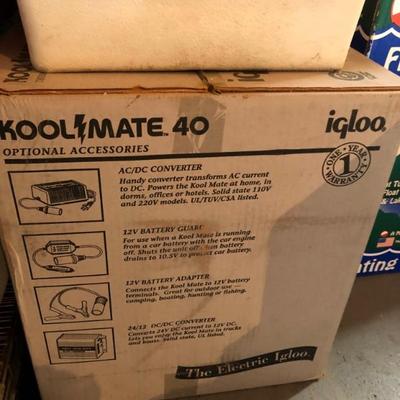 KOOL MATE 40
igloo
OPTIONAL ACCESSORIES
ONE YEAR
1
WARRANTY
AC/DC CONVERTER
Handy converter transforms AC current
to DC. Powers the Kool Mate at home, in
dorms, offices or hotels. Solid state 110V
and 220V models. UL/TUV/CSA listed.
12V BATTERY GUARD
For use when a Kool Mate is running
from a car battery with the car engine
off. Shuts the unit off when battery
drains to 10.5V to protect car battery.
12V BATTERY ADAPTER
Connects the Kool Mate to 12V battery
terminals. Great for outdoor use
camping, boating, hunting or fishing.
24/12 DC/DC CONVERTER
Converts 24V DC current to 12V DC.
Lets you enjoy the Kool Mate in trucks
and buses. Solid state, UL listed.
The Electric Igloo.